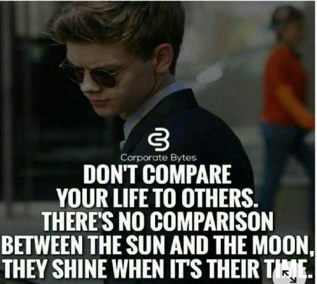 Corporate Bytes
DON'T COMPARE
YOUR LIFE TO OTHERS.
THERE'S NO COMPARISON
BETWEEN THE SUN AND THE MOON,
THEY SHINE WHEN IT'S THEIR TIME.